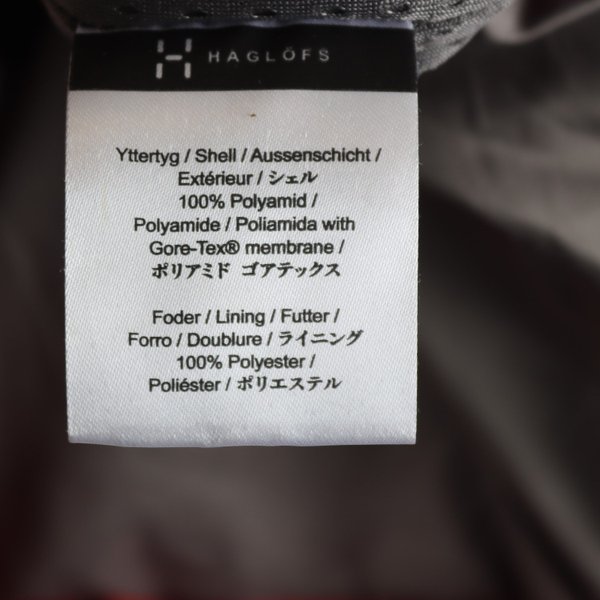 HAGLÖFS
Yttertyg / Shell / Aussenschicht /
Extérieur / シェル
100% Polyamid /
Polyamide / Poliamida with
Gore-Tex® membrane /
ポリアミド ゴアテックス
Foder / Lining / Futter /
Forro / Doublure / ライニング
100% Polyester /
Poliéster / ポリエステル